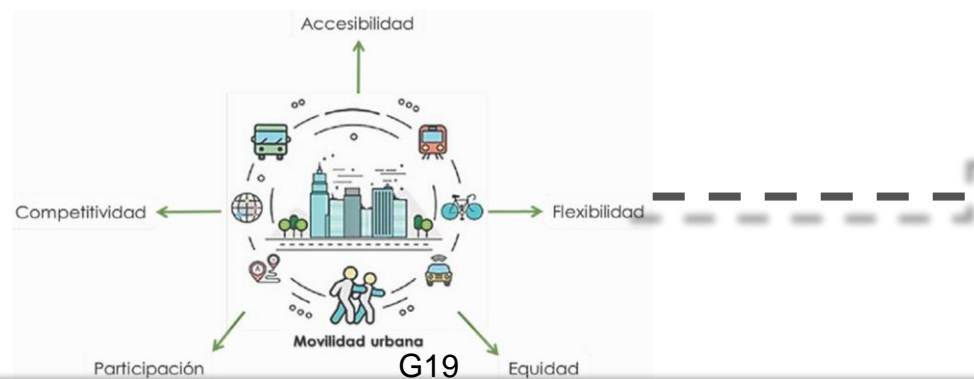 Accesibilidad
Competitividad
Flexibilidad
Movilidad urbana
Participación
G19
Equidad